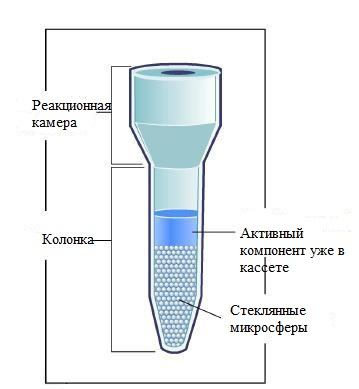 Реакционная
камера
Колонка
Активный
компонент уже в
кассете
Стеклянные
микросферы